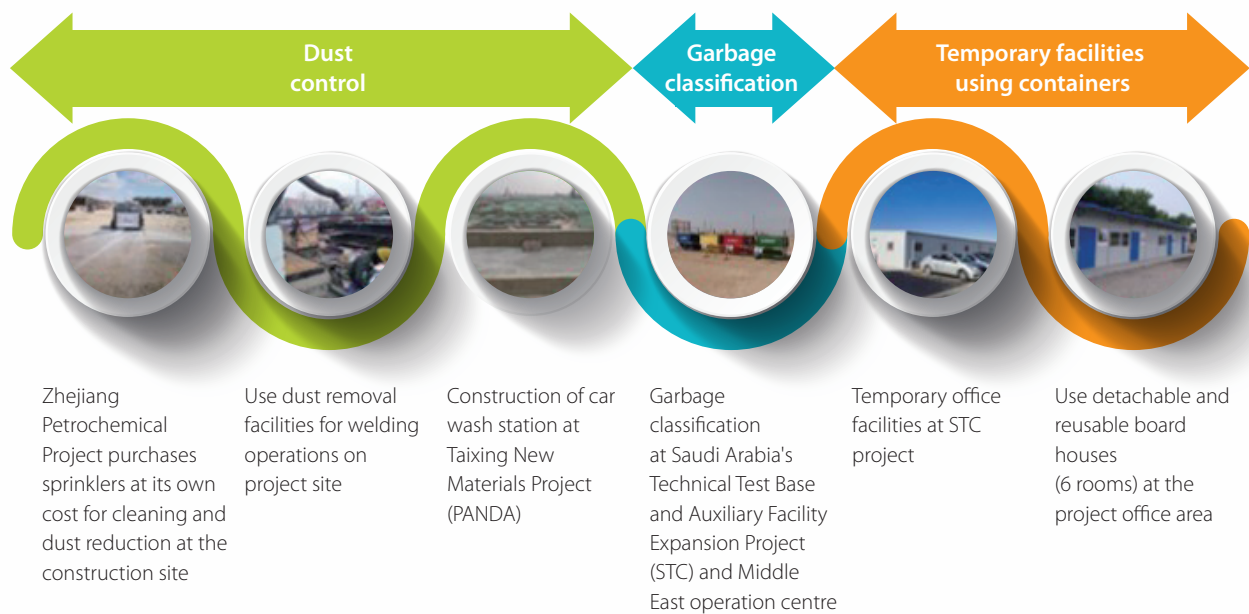 Dust
control
Garbage
classification
Temporary facilities
using containers
Zhejiang
Petrochemical
Project purchases
sprinklers at its own
cost for cleaning and
dust reduction at the
construction site
Use dust removal
facilities for welding
operations on
project site
Construction of car
wash station at
Taixing New
Materials Project
(PANDA)
Garbage
classification
at Saudi Arabia's
Technical Test Base
and Auxiliary Facility
Expansion Project
(STC) and Middle
East operation centre
Temporary office
facilities at STC
project
Use detachable and
reusable board
houses
(6 rooms) at the
project office area